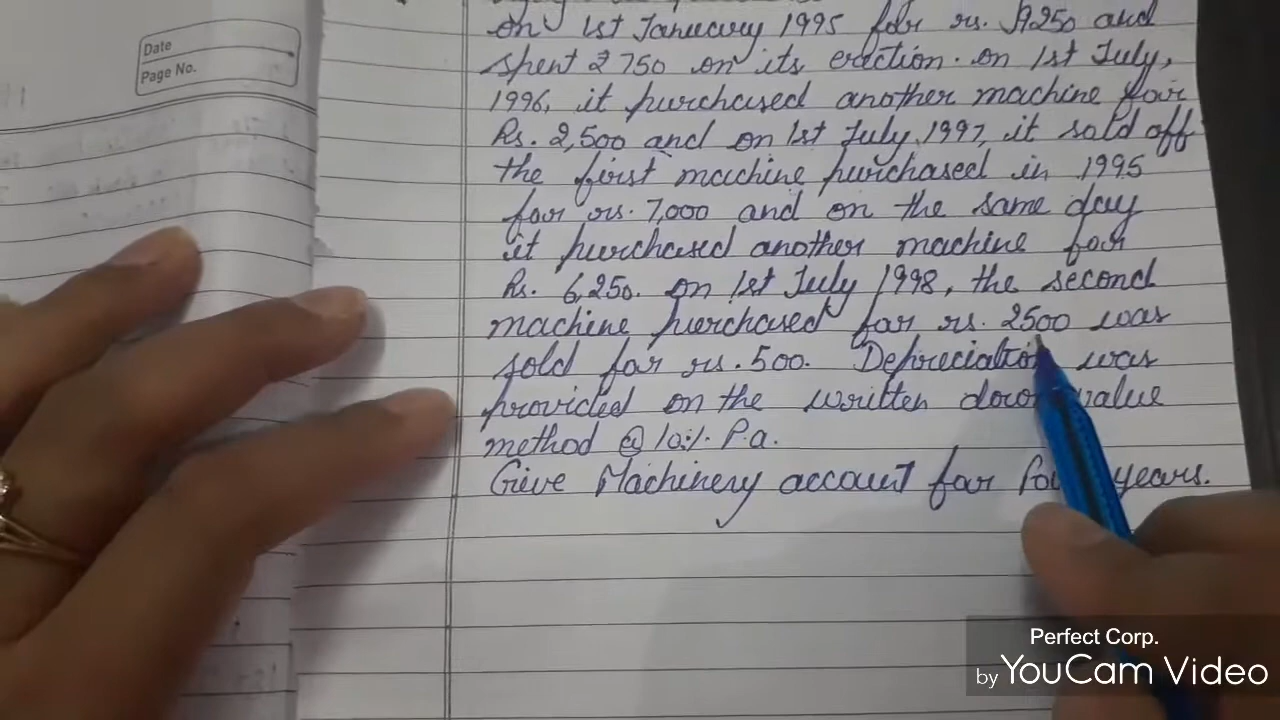 Date
Page No.
on 1st January 1995 for rs. 9250 and
spent ₹ 750 on its erection. on 1st July,
1996, it purchased another machine for
Rs. 2,500 and on 1st July, 1997, it sold off
the first machine purchased in 1995
for rs. 7,000 and on the same day
it purchased another machine for
Rs. 6,250. on 1st July 1998, the second
machine purchased for rs. 2500 was
sold for rs. 500. Depreciation was
provided on the written down value
method @ 10% P.a.
Give Machinery account for four years.
Perfect Corp.
by YouCam Video